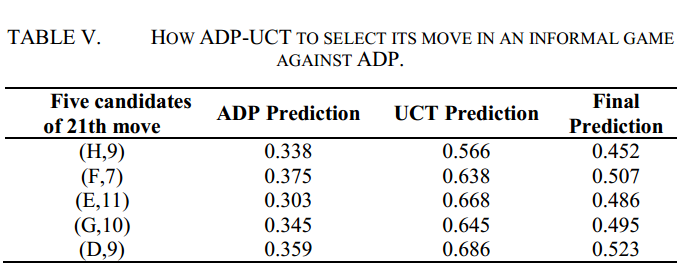 TABLE V. HOW ADP-UCT TO SELECT ITS MOVE IN AN INFORMAL GAME
AGAINST ADP.
Five candidates
of 21th move ADP Prediction UCT Prediction Final
Prediction
(H,9) 0.338 0.566 0.452
(F,7) 0.375 0.638 0.507
(E,11) 0.303 0.668 0.486
(G,10) 0.345 0.645 0.495
(D,9) 0.359 0.686 0.523